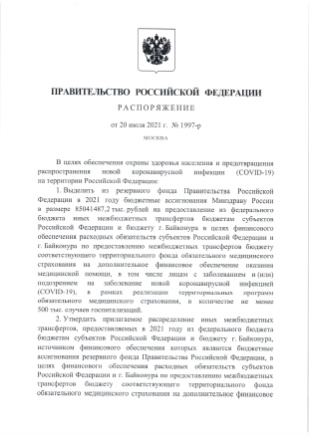 ПРАВИТЕЛЬСТВО РОССИЙСКОЙ ФЕДЕРАЦИИ
РАСПОРЯЖЕНИЕ
от 20 июля 2021 г. № 1997-р
МОСКВА
В целях обеспечения охраны здоровья населения и предотвращения
распространения новой коронавирусной инфекции (COVID-19)
на территории Российской Федерации:
1. Выделить из резервного фонда Правительства Российской
Федерации в 2021 году бюджетные ассигнования Минздраву России
в размере 85041487,2 тыс. рублей на предоставление из федерального
бюджета иных межбюджетных трансфертов бюджетам субъектов
Российской Федерации и бюджету г. Байконура в целях финансового
обеспечения расходных обязательств субъектов Российской Федерации и
г. Байконура по предоставлению межбюджетных трансфертов бюджету
соответствующего территориального фонда обязательного медицинского
страхования на дополнительное финансовое обеспечение оказания
медицинской помощи, в том числе лицам с заболеванием и (или)
подозрением на заболевание новой коронавирусной инфекцией
(COVID-19), в рамках реализации территориальных программ
обязательного медицинского страхования, в количестве не менее
500 тыс. случаев госпитализаций.
2. Утвердить прилагаемое распределение иных межбюджетных
трансфертов, предоставляемых в 2021 году из федерального бюджета
бюджетам субъектов Российской Федерации и бюджету г. Байконура,
источником финансового обеспечения которых являются бюджетные
ассигнования резервного фонда Правительства Российской Федерации, в
целях финансового обеспечения расходных обязательств субъектов
Российской Федерации и г. Байконура по предоставлению межбюджетных
трансфертов бюджету соответствующего территориального фонда
обязательного медицинского страхования на дополнительное финансовое